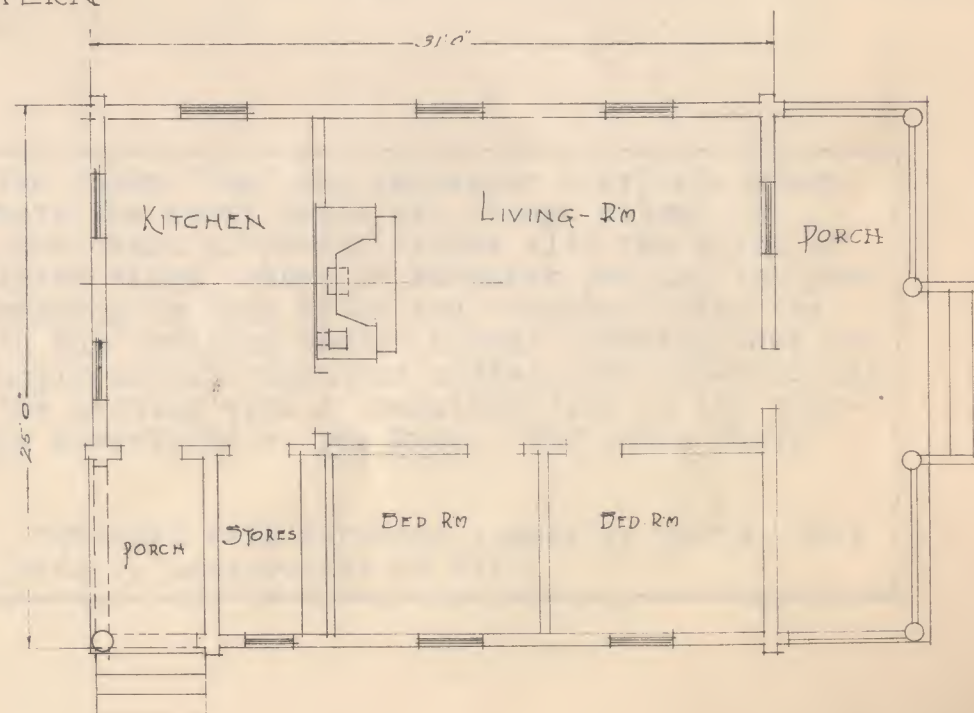 31'0"
KITCHEN
LIVING-RM
PORCH
25'0"
PORCH
STORES
BED RM
BED RM